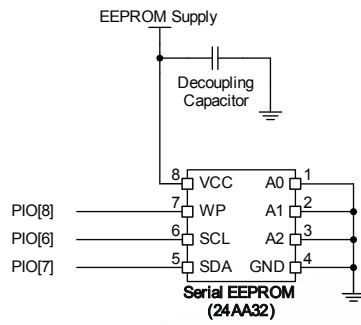 EEPROM Supply
Decoupling
Capacitor
8 VCC A0 1
PIO[8] 7 WP A1 2
PIO[6] 6 SCL A2 3
PIO[7] 5 SDA GND 4
Serial EEPROM
(24AA32)